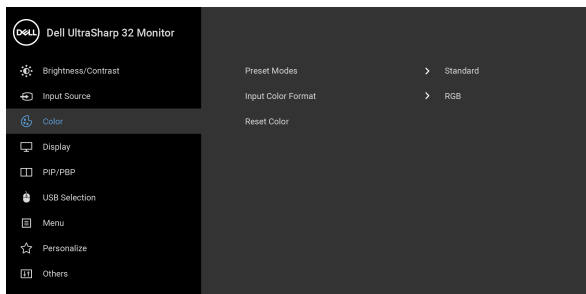 DELL Dell UltraSharp 32 Monitor
Brightness/Contrast
Input Source
Color
Display
PIP/PBP
USB Selection
Menu
Personalize
Others
Preset Modes > Standard
Input Color Format > RGB
Reset Color